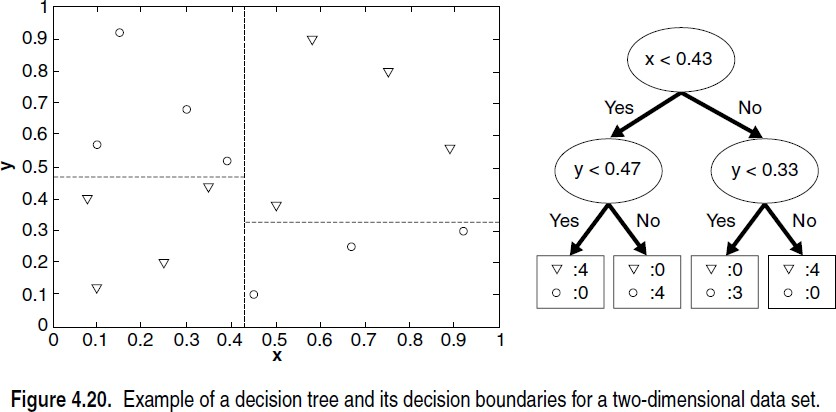 1
0.9
0.8
0.7
0.6
0.5
0.4
0.3
0.2
0.1
0
y
0 0.1 0.2 0.3 0.4 0.5 0.6 0.7 0.8 0.9 1
x
x < 0.43
Yes No
y < 0.47 y < 0.33
Yes No Yes No
:4 :0 :0 :4
:0 :4 :3 :0
Figure 4.20. Example of a decision tree and its decision boundaries for a two-dimensional data set.